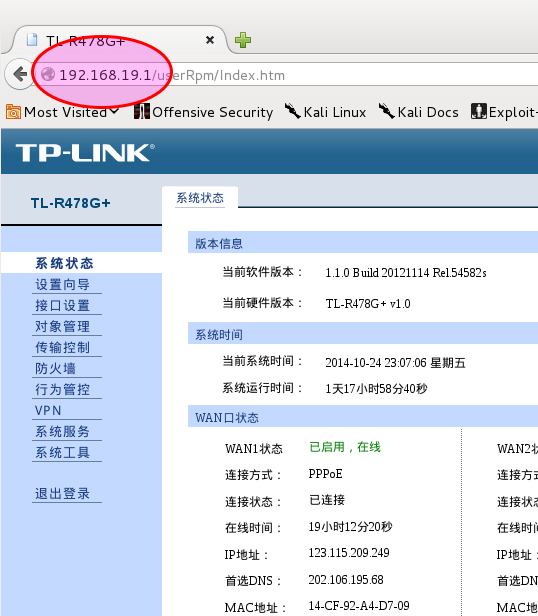 TL-R478G+
192.168.19.1/userRpm/Index.htm
Most Visited Offensive Security Kali Linux Kali Docs Exploit-
TP-LINK®
TL-R478G+
系统状态
系统状态
设置向导
接口设置
对象管理
传输控制
防火墙
行为管控
VPN
系统服务
系统工具
退出登录
版本信息
当前软件版本： 1.1.0 Build 20121114 Rel.54582s
当前硬件版本： TL-R478G+ v1.0
系统时间
当前系统时间： 2014-10-24 23:07:06 星期五
系统运行时间： 1天17小时58分40秒
WAN口状态
WAN1状态 已启用，在线
连接方式： PPPoE
连接状态： 已连接
在线时间： 19小时12分20秒
IP地址： 123.115.209.249
首选DNS： 202.106.195.68
MAC地址： 14-CF-92-A4-D7-09
WAN2
连接方
连接状
在线时
IP地址：
首选DN
MAC地